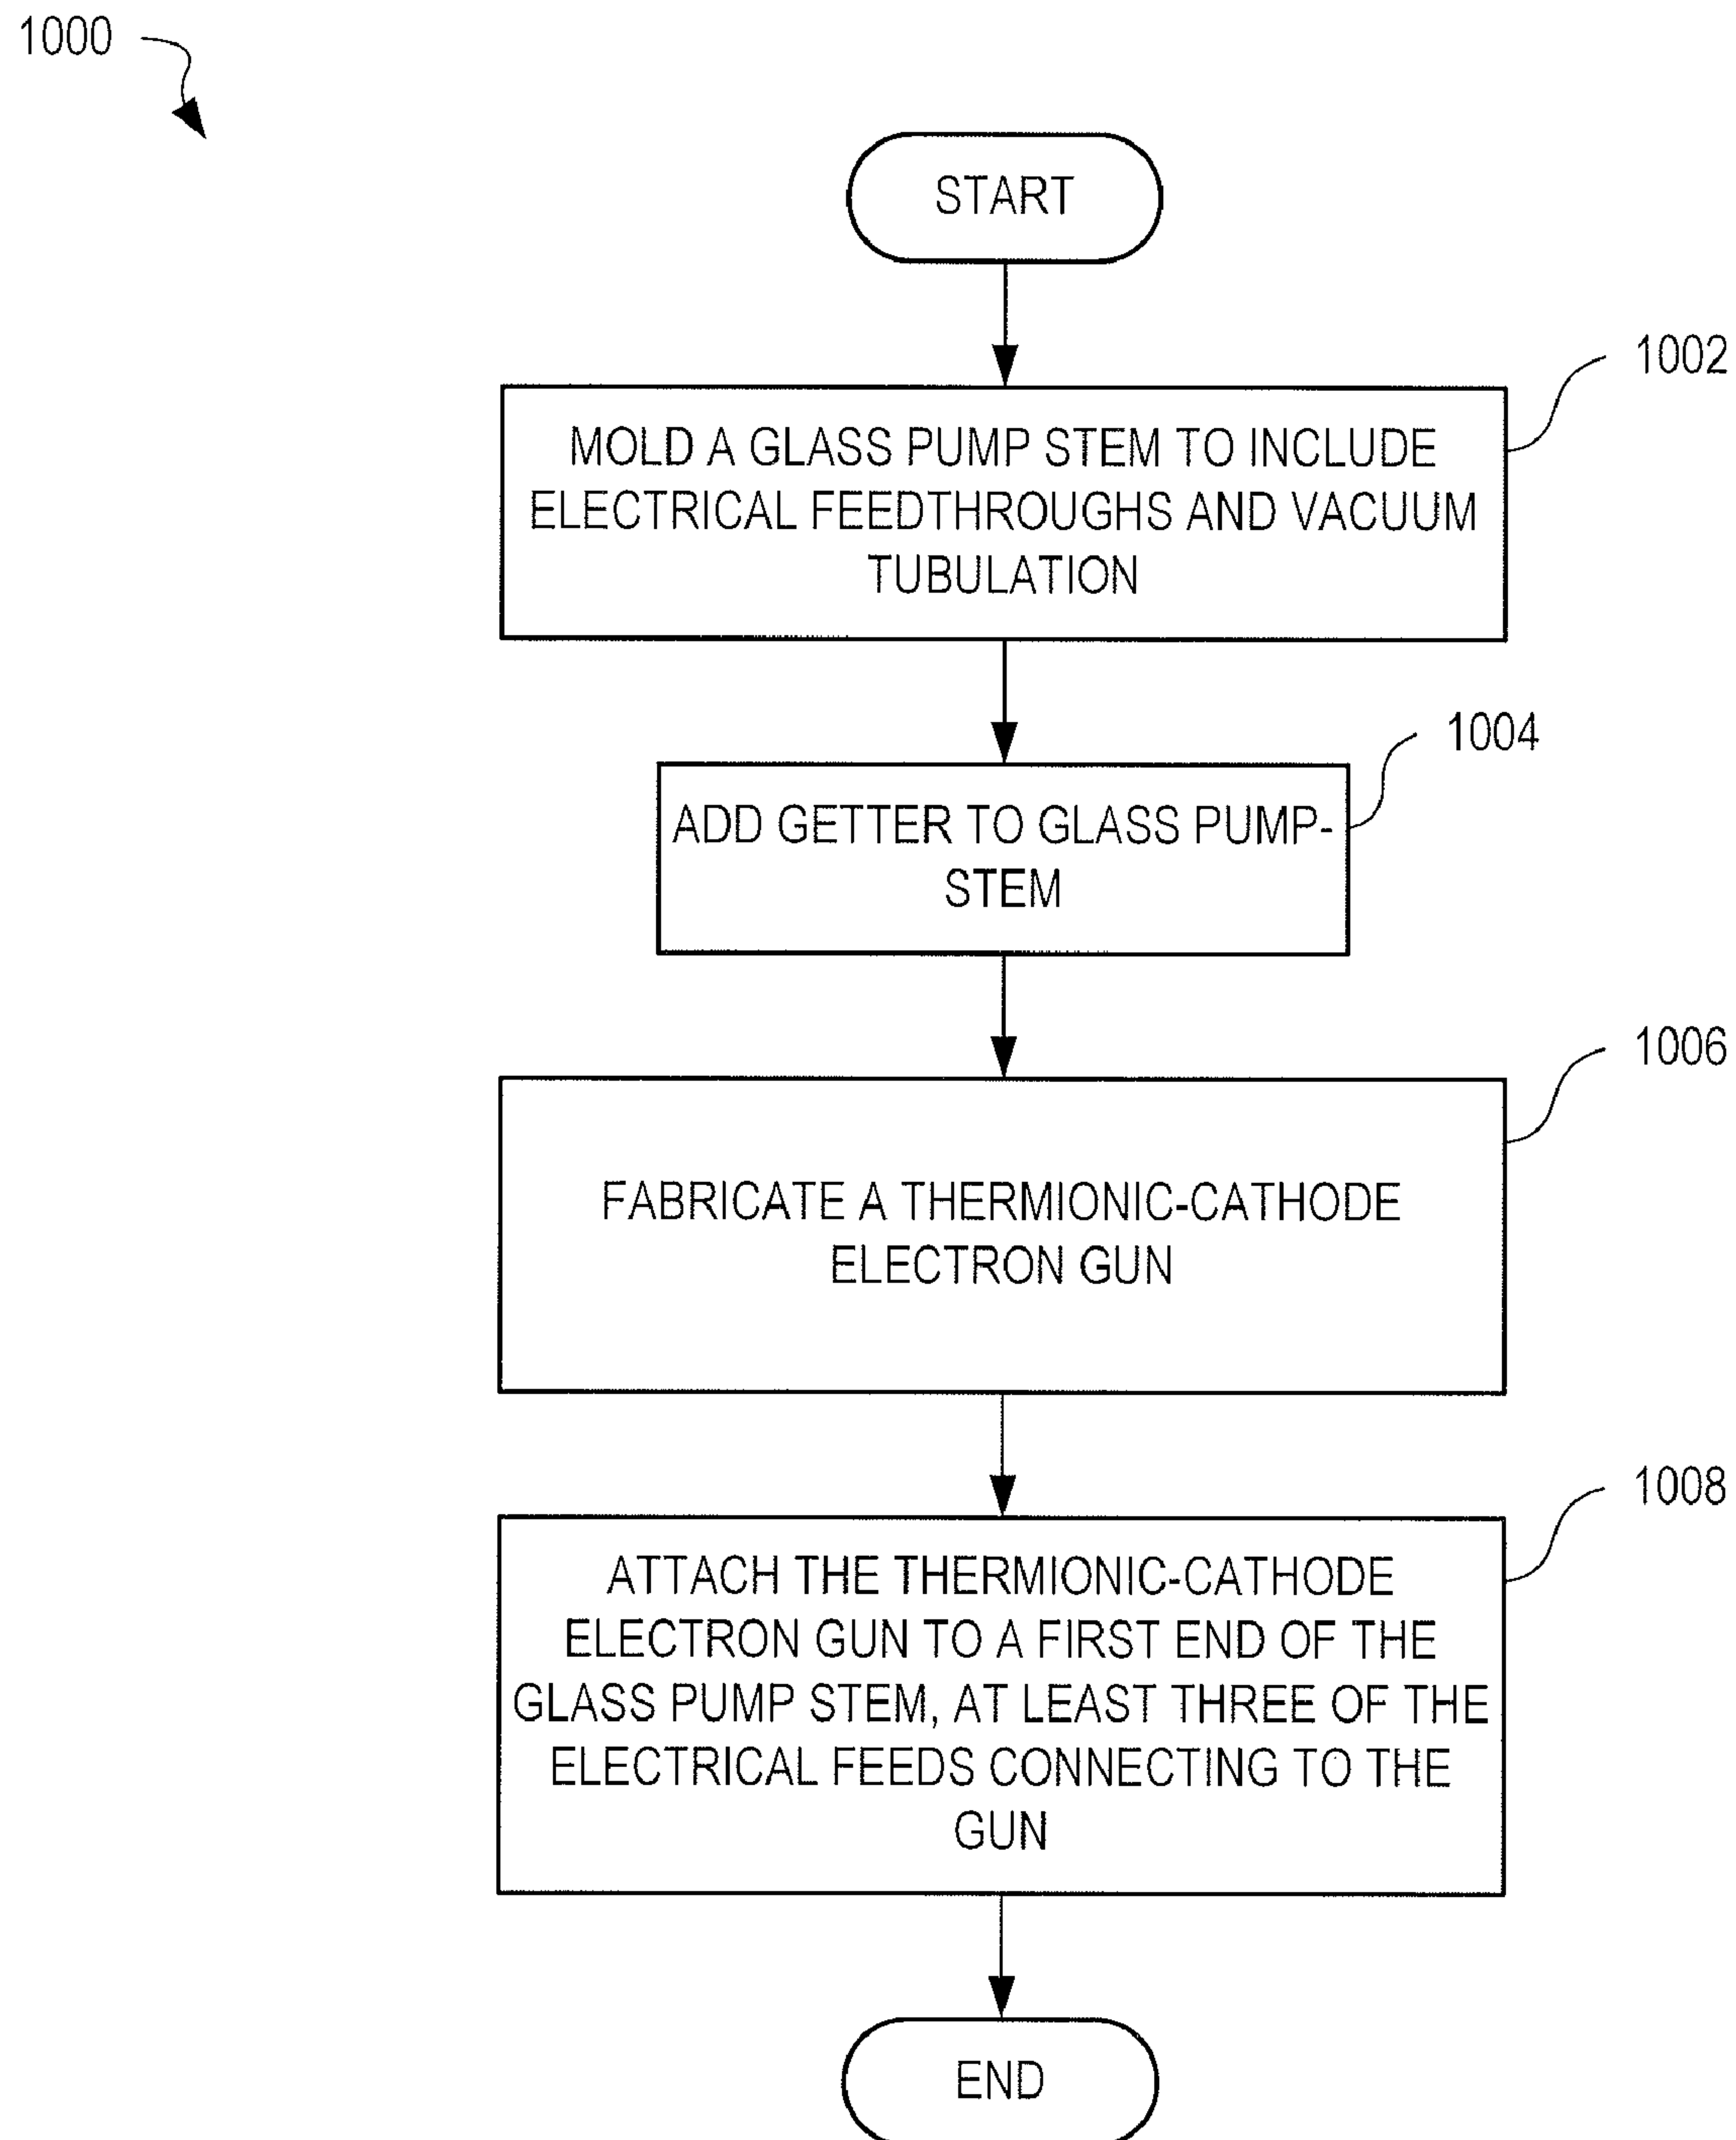 1000
START
1002
MOLD A GLASS PUMP STEM TO INCLUDE
ELECTRICAL FEEDTHROUGHS AND VACUUM
TUBULATION
1004
ADD GETTER TO GLASS PUMP-
STEM
1006
FABRICATE A THERMIONIC-CATHODE
ELECTRON GUN
1008
ATTACH THE THERMIONIC-CATHODE
ELECTRON GUN TO A FIRST END OF THE
GLASS PUMP STEM, AT LEAST THREE OF THE
ELECTRICAL FEEDS CONNECTING TO THE
GUN
END